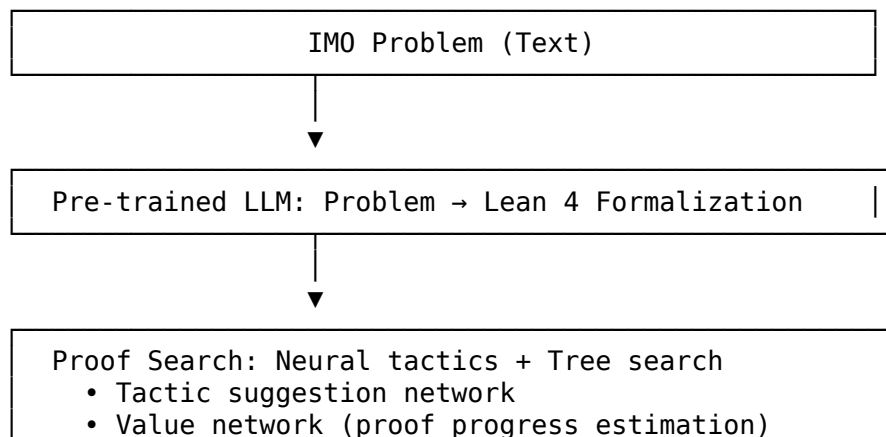 IMO Problem (Text)
Pre-trained LLM: Problem → Lean 4 Formalization
Proof Search: Neural tactics + Tree search
• Tactic suggestion network
• Value network (proof progress estimation)